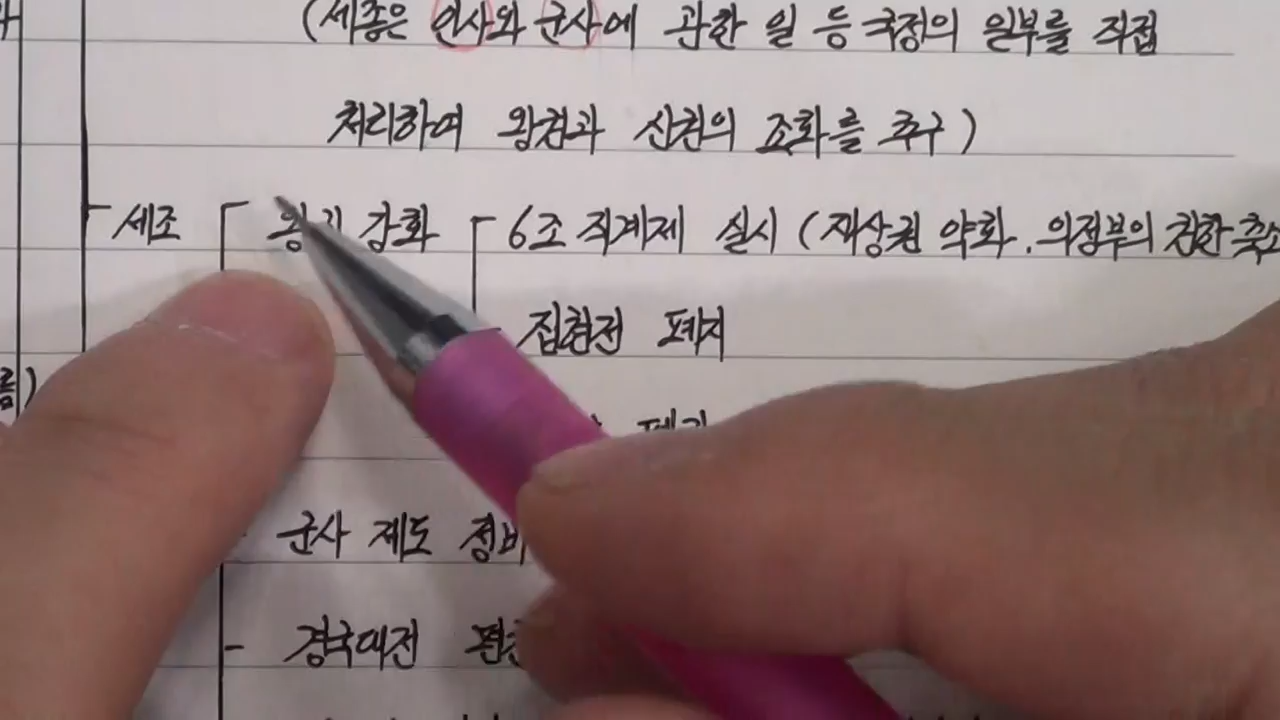 (세종은 인사와 군사에 관한 일 등 국정의 일부를 직접
처리하여 왕권과 신권의 조화를 추구)
세조 강화 6조 직계제 실시 (재상권 약화, 의정부의 권한 축소
집현전 폐지
군사 제도 정비
경국대전